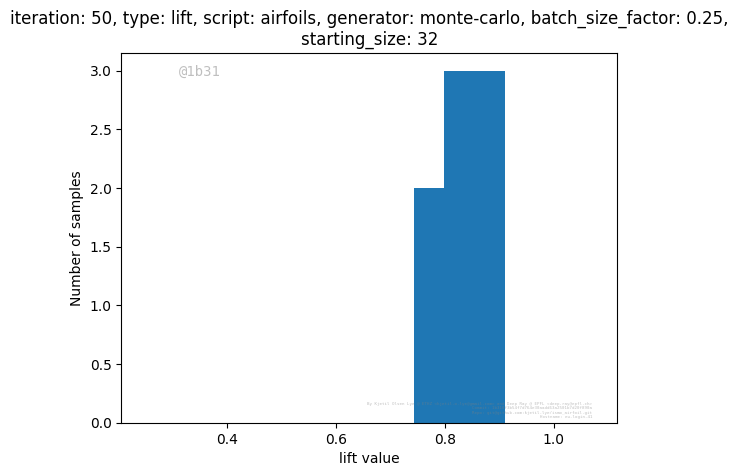 iteration: 50, type: lift, script: airfoils, generator: monte-carlo, batch_size_factor: 0.25,
starting_size: 32
@1b31
3.0
2.5
2.0
1.5
1.0
0.5
0.0
Number of samples
0.4 0.6 0.8 1.0
lift value